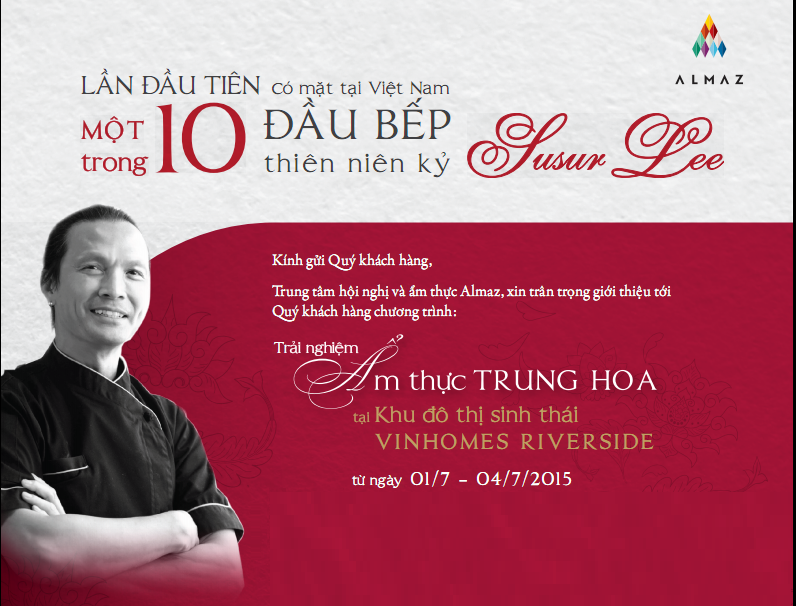 ALMAZ
LẦN ĐẦU TIÊN Có mặt tại Việt Nam
MỘT trong 10 ĐẦU BẾP thiên niên kỷ Susur Lee
Kính gửi Quý khách hàng,
Trung tâm hội nghị và ẩm thực Almaz, xin trân trọng giới thiệu tới
Quý khách hàng chương trình:
Trải nghiệm
Ẩm thực TRUNG HOA
tại Khu đô thị sinh thái
VINHOMES RIVERSIDE
từ ngày 01/7 – 04/7/2015